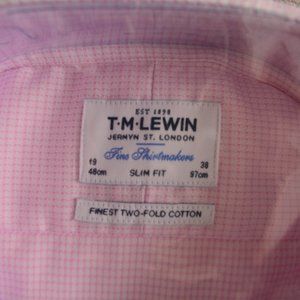 EST 1898
T·M·LEWIN
JERMYN ST. LONDON
Fine Shirtmakers
19 38
48cm SLIM FIT 97cm
FINEST TWO-FOLD COTTON